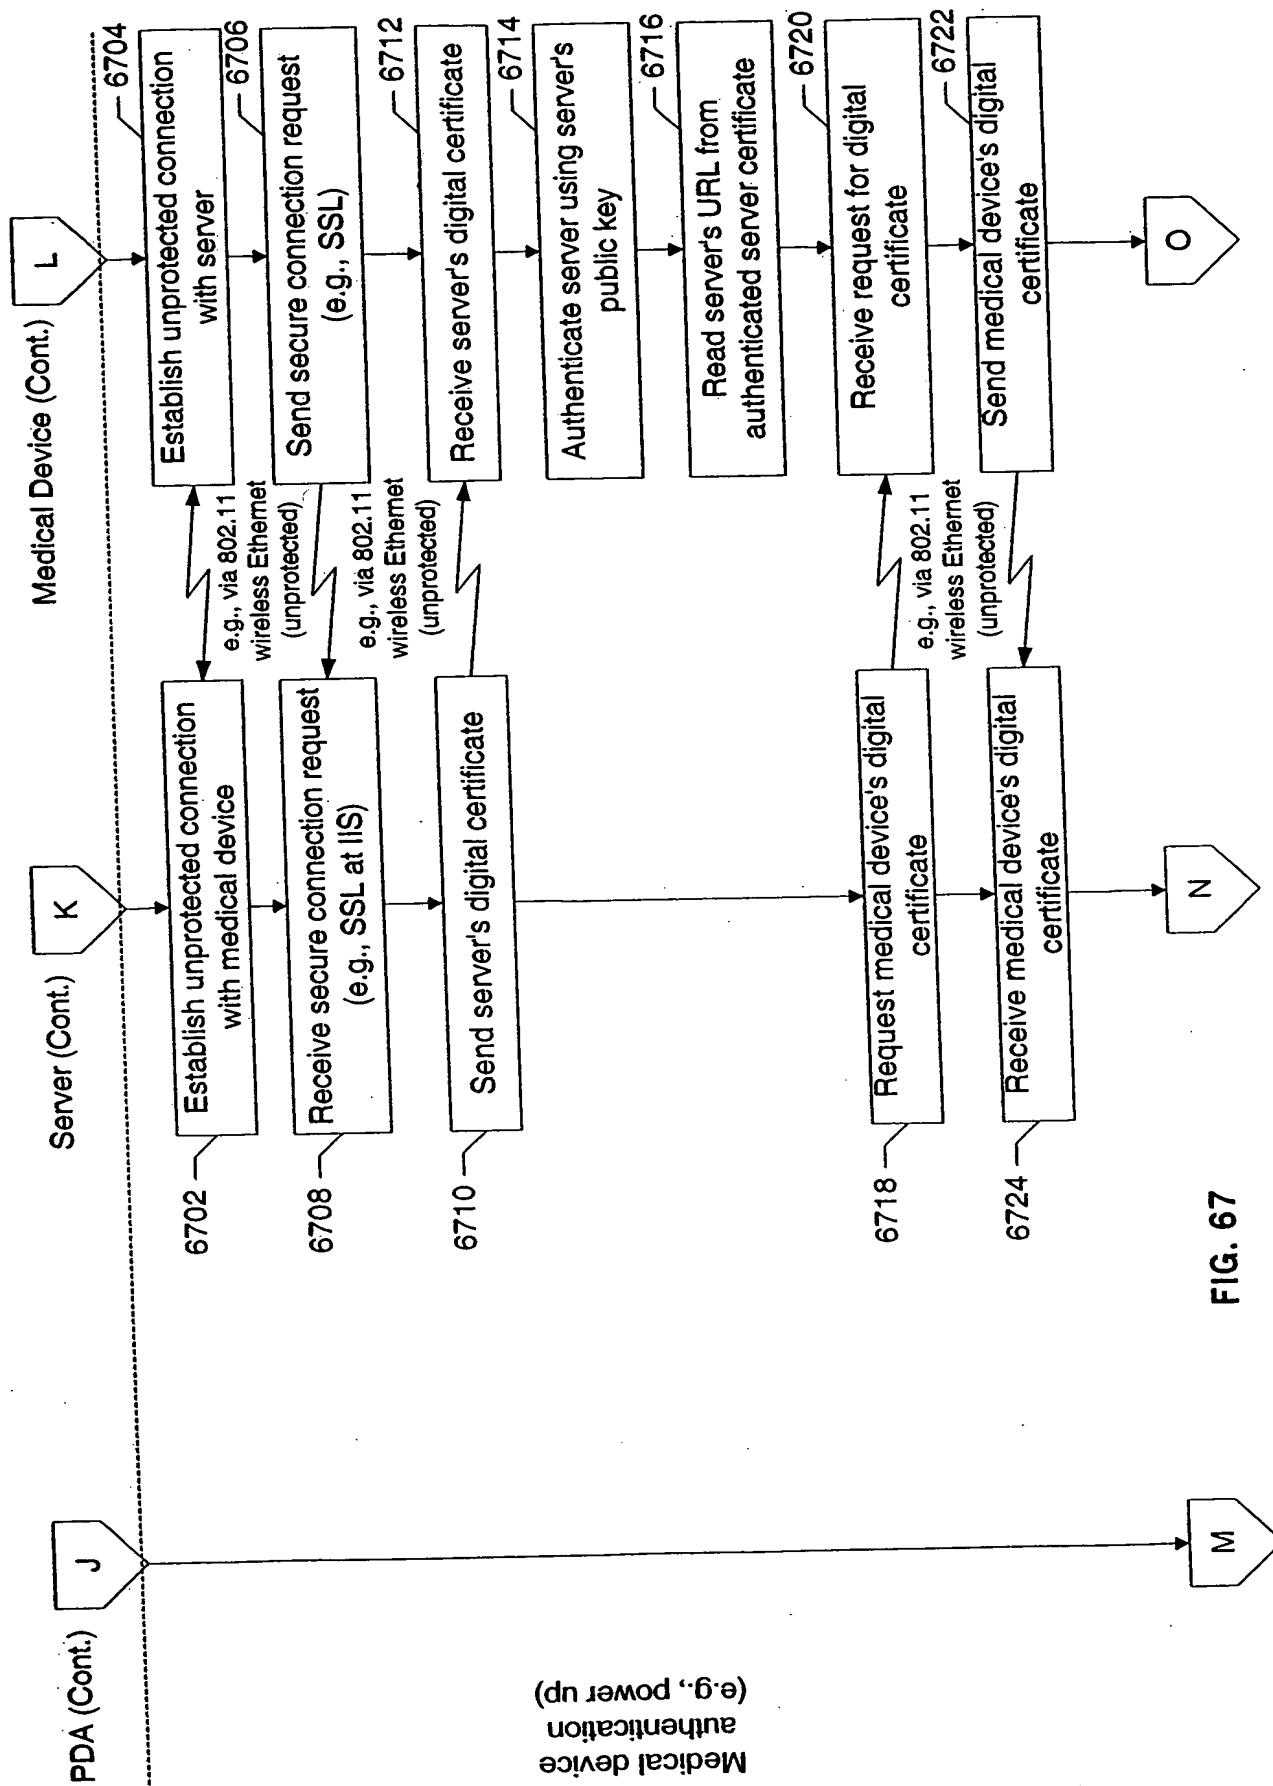 PDA (Cont.)
Server (Cont.)
Medical Device (Cont.)
J
K
L
Medical device
authentication
(e.g., power up)
6702
Establish unprotected connection
with medical device
6704
Establish unprotected connection
with server
e.g., via 802.11
wireless Ethernet
(unprotected)
6706
Send secure connection request
(e.g., SSL)
6708
Receive secure connection request
(e.g., SSL at IIS)
e.g., via 802.11
wireless Ethernet
(unprotected)
6710
Send server's digital certificate
6712
Receive server's digital certificate
6714
Authenticate server using server's
public key
6716
Read server's URL from
authenticated server certificate
6718
Request medical device's digital
certificate
6720
Receive request for digital
certificate
e.g., via 802.11
wireless Ethernet
(unprotected)
6722
Send medical device's digital
certificate
6724
Receive medical device's digital
certificate
M
N
O
FIG. 67